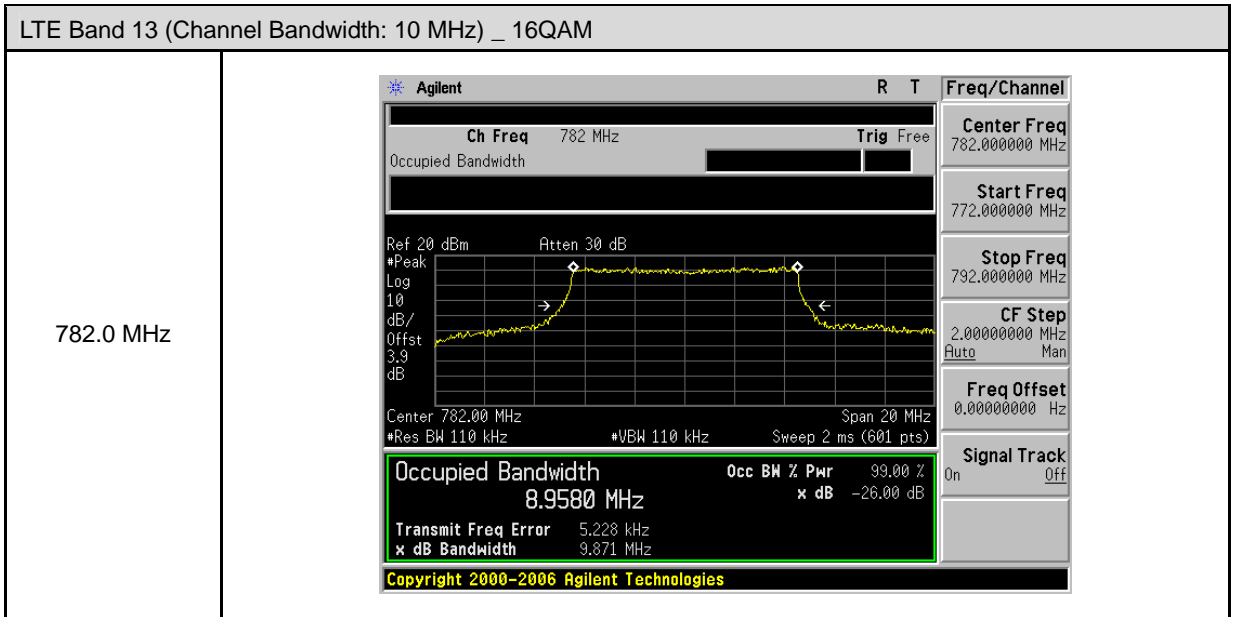 LTE Band 13 (Channel Bandwidth: 10 MHz) _ 16QAM
782.0 MHz
Agilent R T
Ch Freq 782 MHz Trig Free
Occupied Bandwidth
Ref 20 dBm Atten 30 dB
#Peak
Log
10
dB/
Offst
3.9
dB
Center 782.00 MHz Span 20 MHz
#Res BW 110 kHz #VBW 110 kHz Sweep 2 ms (601 pts)
Occupied Bandwidth
8.9580 MHz
Occ BW % Pwr 99.00 %
x dB -26.00 dB
Transmit Freq Error 5.228 kHz
x dB Bandwidth 9.871 MHz
Copyright 2000-2006 Agilent Technologies
Freq/Channel
Center Freq
782.000000 MHz
Start Freq
772.000000 MHz
Stop Freq
792.000000 MHz
CF Step
2.00000000 MHz
Auto Man
Freq Offset
0.00000000 Hz
Signal Track
On Off